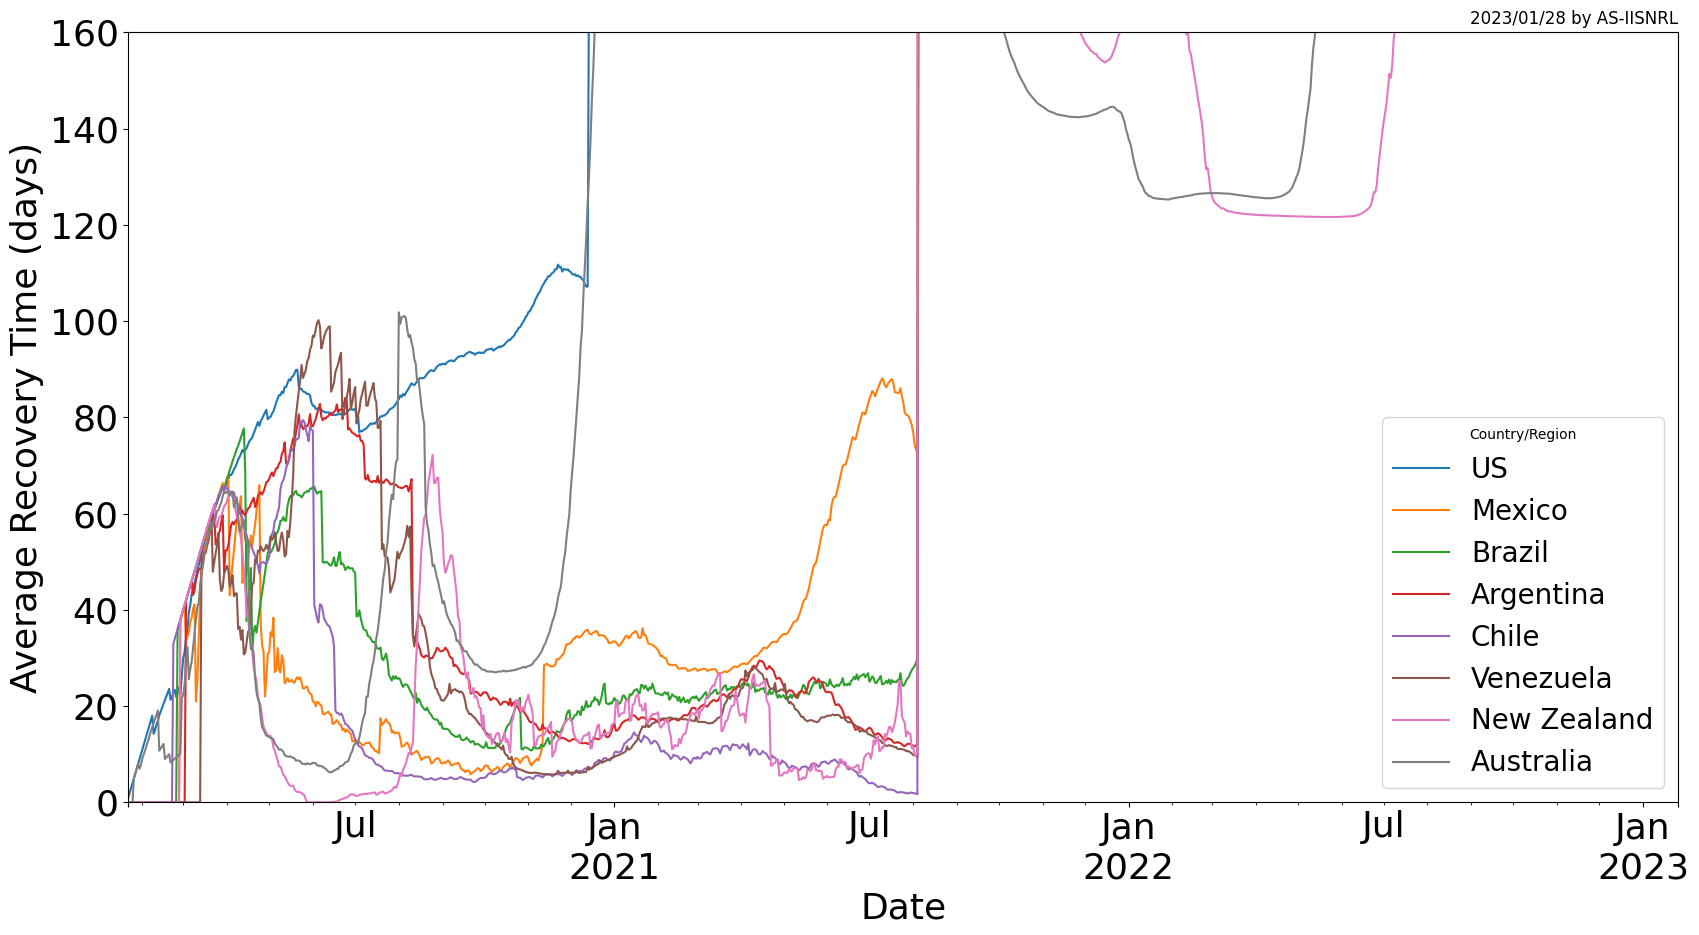 2023/01/28 by AS-IISNRL
160
140
120
100
80
60
40
20
0
Average Recovery Time (days)
Country/Region
US
Mexico
Brazil
Argentina
Chile
Venezuela
New Zealand
Australia
Jul
Jan
2021
Jul
Jan
2022
Jul
Jan
2023
Date